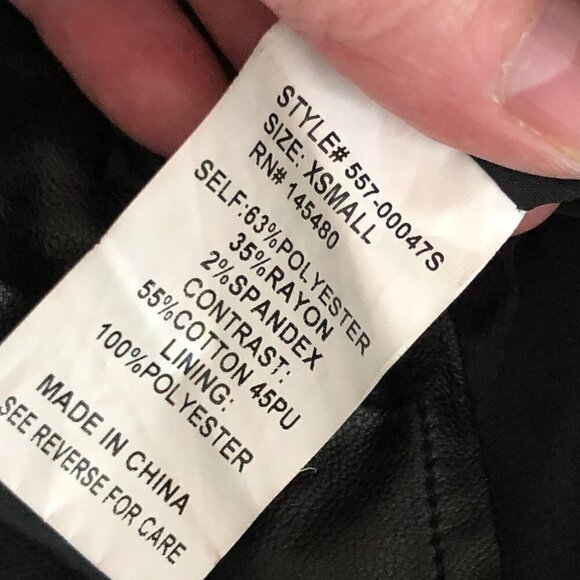 STYLE# 557-00047S
SIZE: XSMALL
RN# 145480
SELF:63%POLYESTER
35%RAYON
2%SPANDEX
CONTRAST:
55%COTTON 45PU
LINING:
100%POLYESTER
MADE IN CHINA
SEE REVERSE FOR CARE